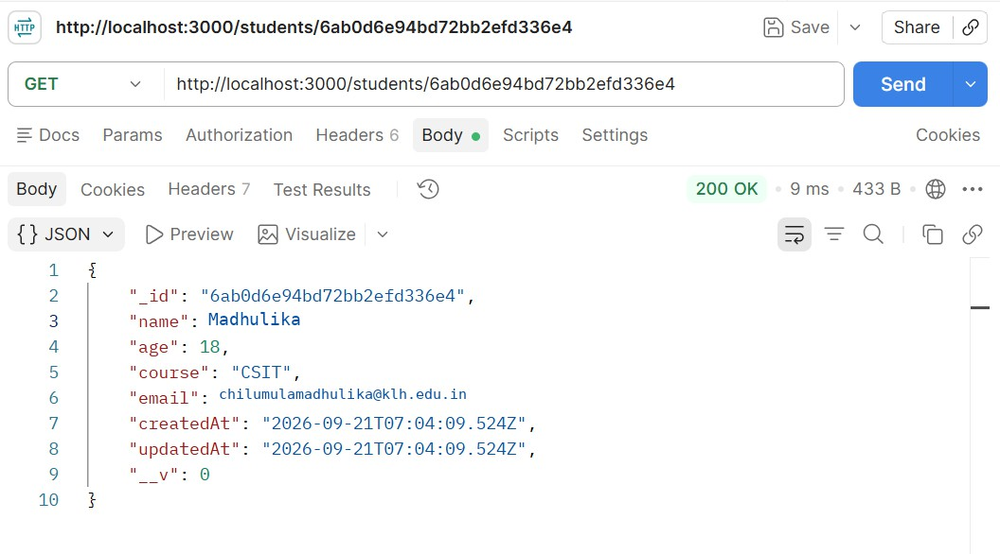 HTTP http://localhost:3000/students/6ab0d6e94bd72bb2efd336e4 Save Share
GET http://localhost:3000/students/6ab0d6e94bd72bb2efd336e4 Send
Docs Params Authorization Headers 6 Body Scripts Settings Cookies
Body Cookies Headers 7 Test Results 200 OK • 9 ms • 433 B •
{} JSON Preview Visualize
1 {
2 "_id": "6ab0d6e94bd72bb2efd336e4",
3 "name": Madhulika
4 "age": 18,
5 "course": "CSIT",
6 "email": chilumulamadhulika@klh.edu.in
7 "createdAt": "2026-09-21T07:04:09.524Z",
8 "updatedAt": "2026-09-21T07:04:09.524Z",
9 "__v": 0
10 }